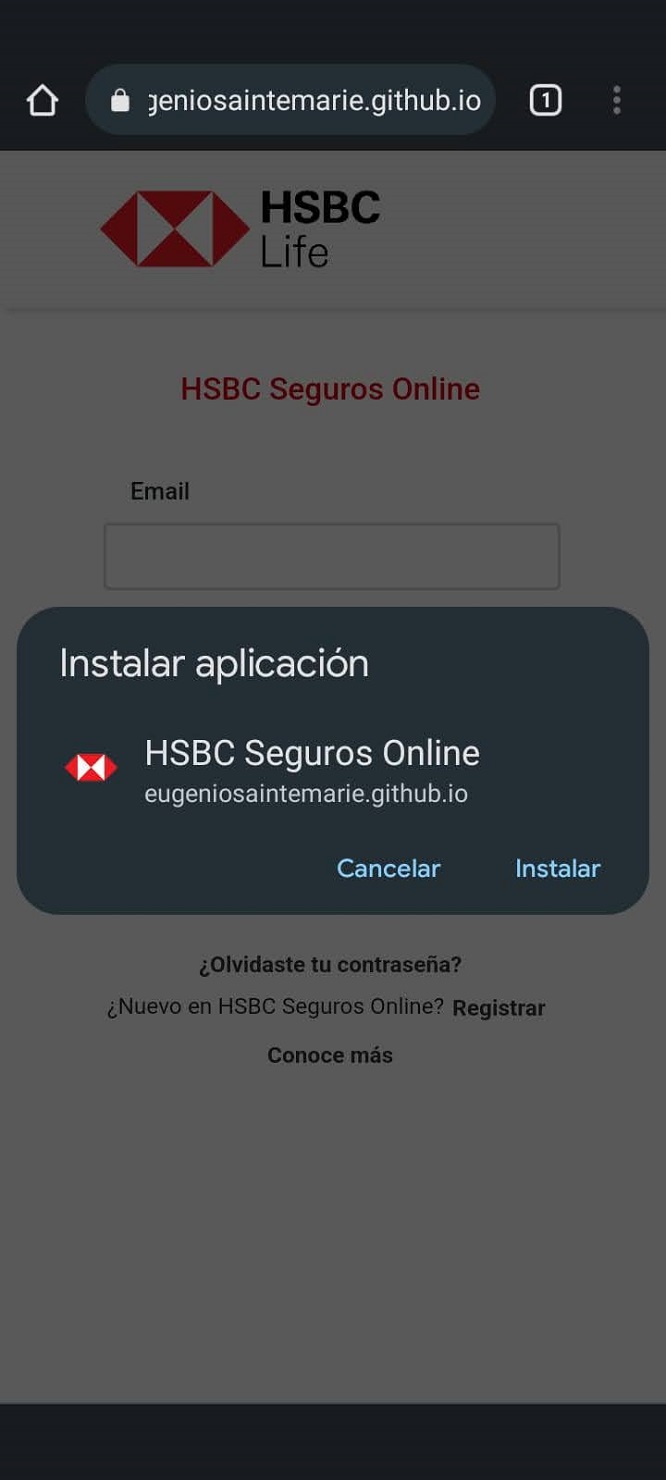 geniosaintemarie.github.io
1
HSBC
Life
HSBC Seguros Online
Email
Instalar aplicación
HSBC Seguros Online
eugeniosaintemarie.github.io
Cancelar Instalar
¿Olvidaste tu contraseña?
¿Nuevo en HSBC Seguros Online? Registrar
Conoce más